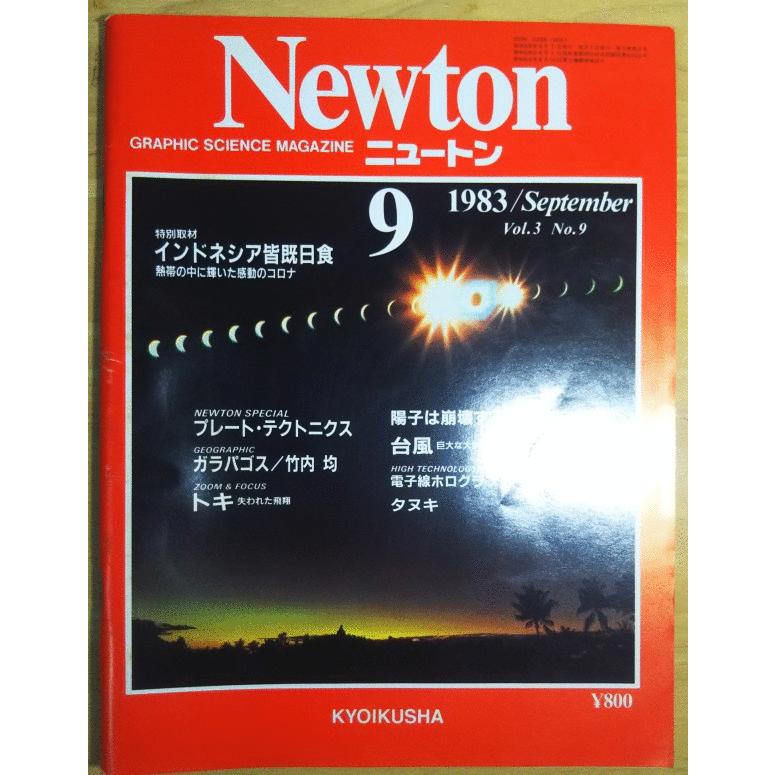 Newton
GRAPHIC SCIENCE MAGAZINE ニュートン
9
1983/September
Vol.3 No.9
特別取材
インドネシア皆既日食
熱帯の中に輝いた感動のコロナ
NEWTON SPECIAL
プレート・テクトニクス
GEOGRAPHIC
ガラパゴス／竹内 均
ZOOM & FOCUS
トキ 失われた飛翔
陽子は崩壊す
台風 巨大な大
HIGH TECHNOLOGY
電子線ホログラ
タヌキ
¥800
KYOIKUSHA